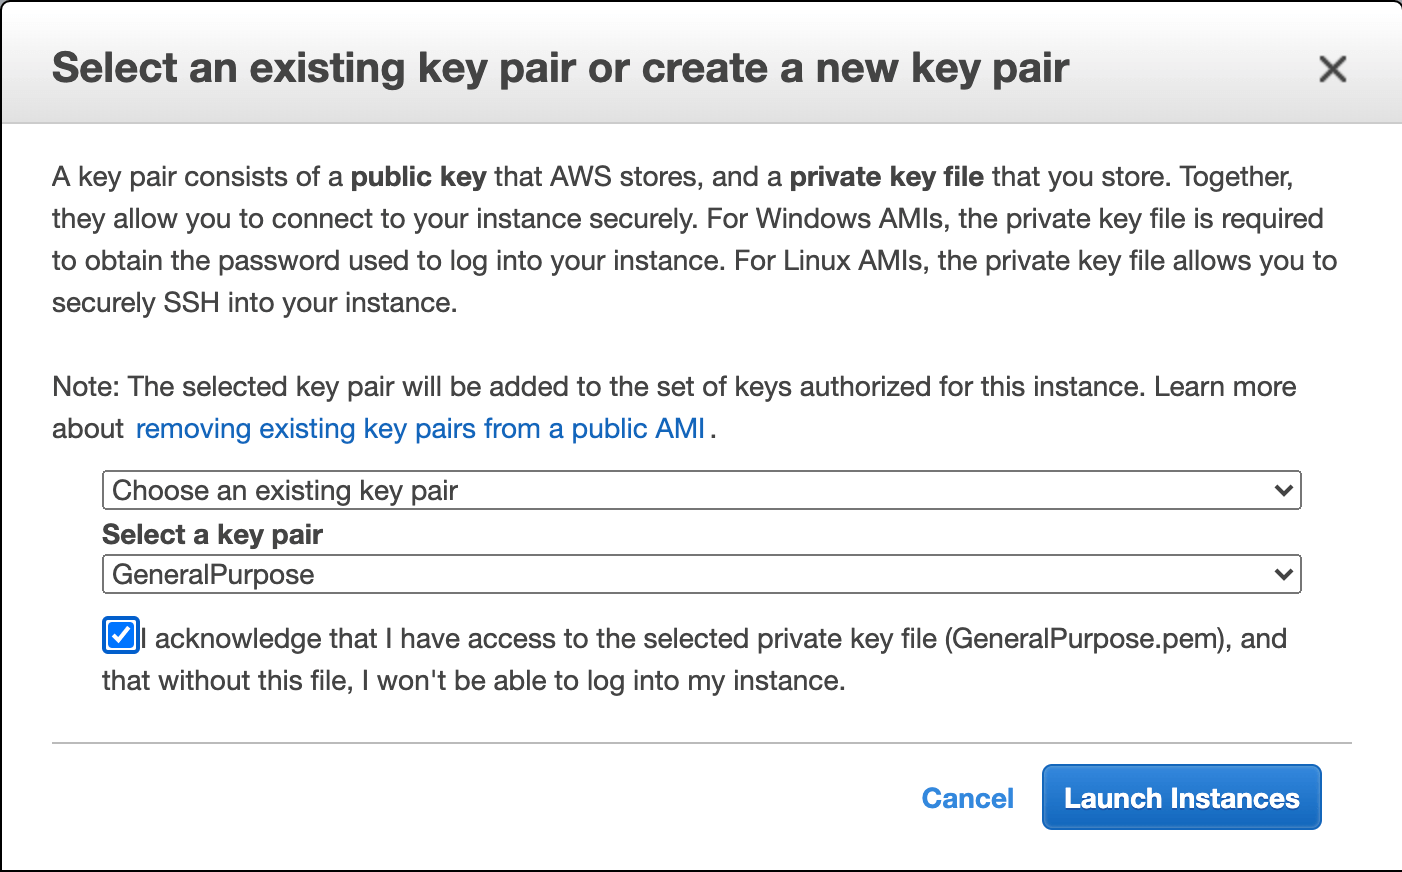 Select an existing key pair or create a new key pair
A key pair consists of a public key that AWS stores, and a private key file that you store. Together,
they allow you to connect to your instance securely. For Windows AMIs, the private key file is required
to obtain the password used to log into your instance. For Linux AMIs, the private key file allows you to
securely SSH into your instance.
Note: The selected key pair will be added to the set of keys authorized for this instance. Learn more
about removing existing key pairs from a public AMI .
Choose an existing key pair
Select a key pair
GeneralPurpose
I acknowledge that I have access to the selected private key file (GeneralPurpose.pem), and
that without this file, I won't be able to log into my instance.
Cancel Launch Instances